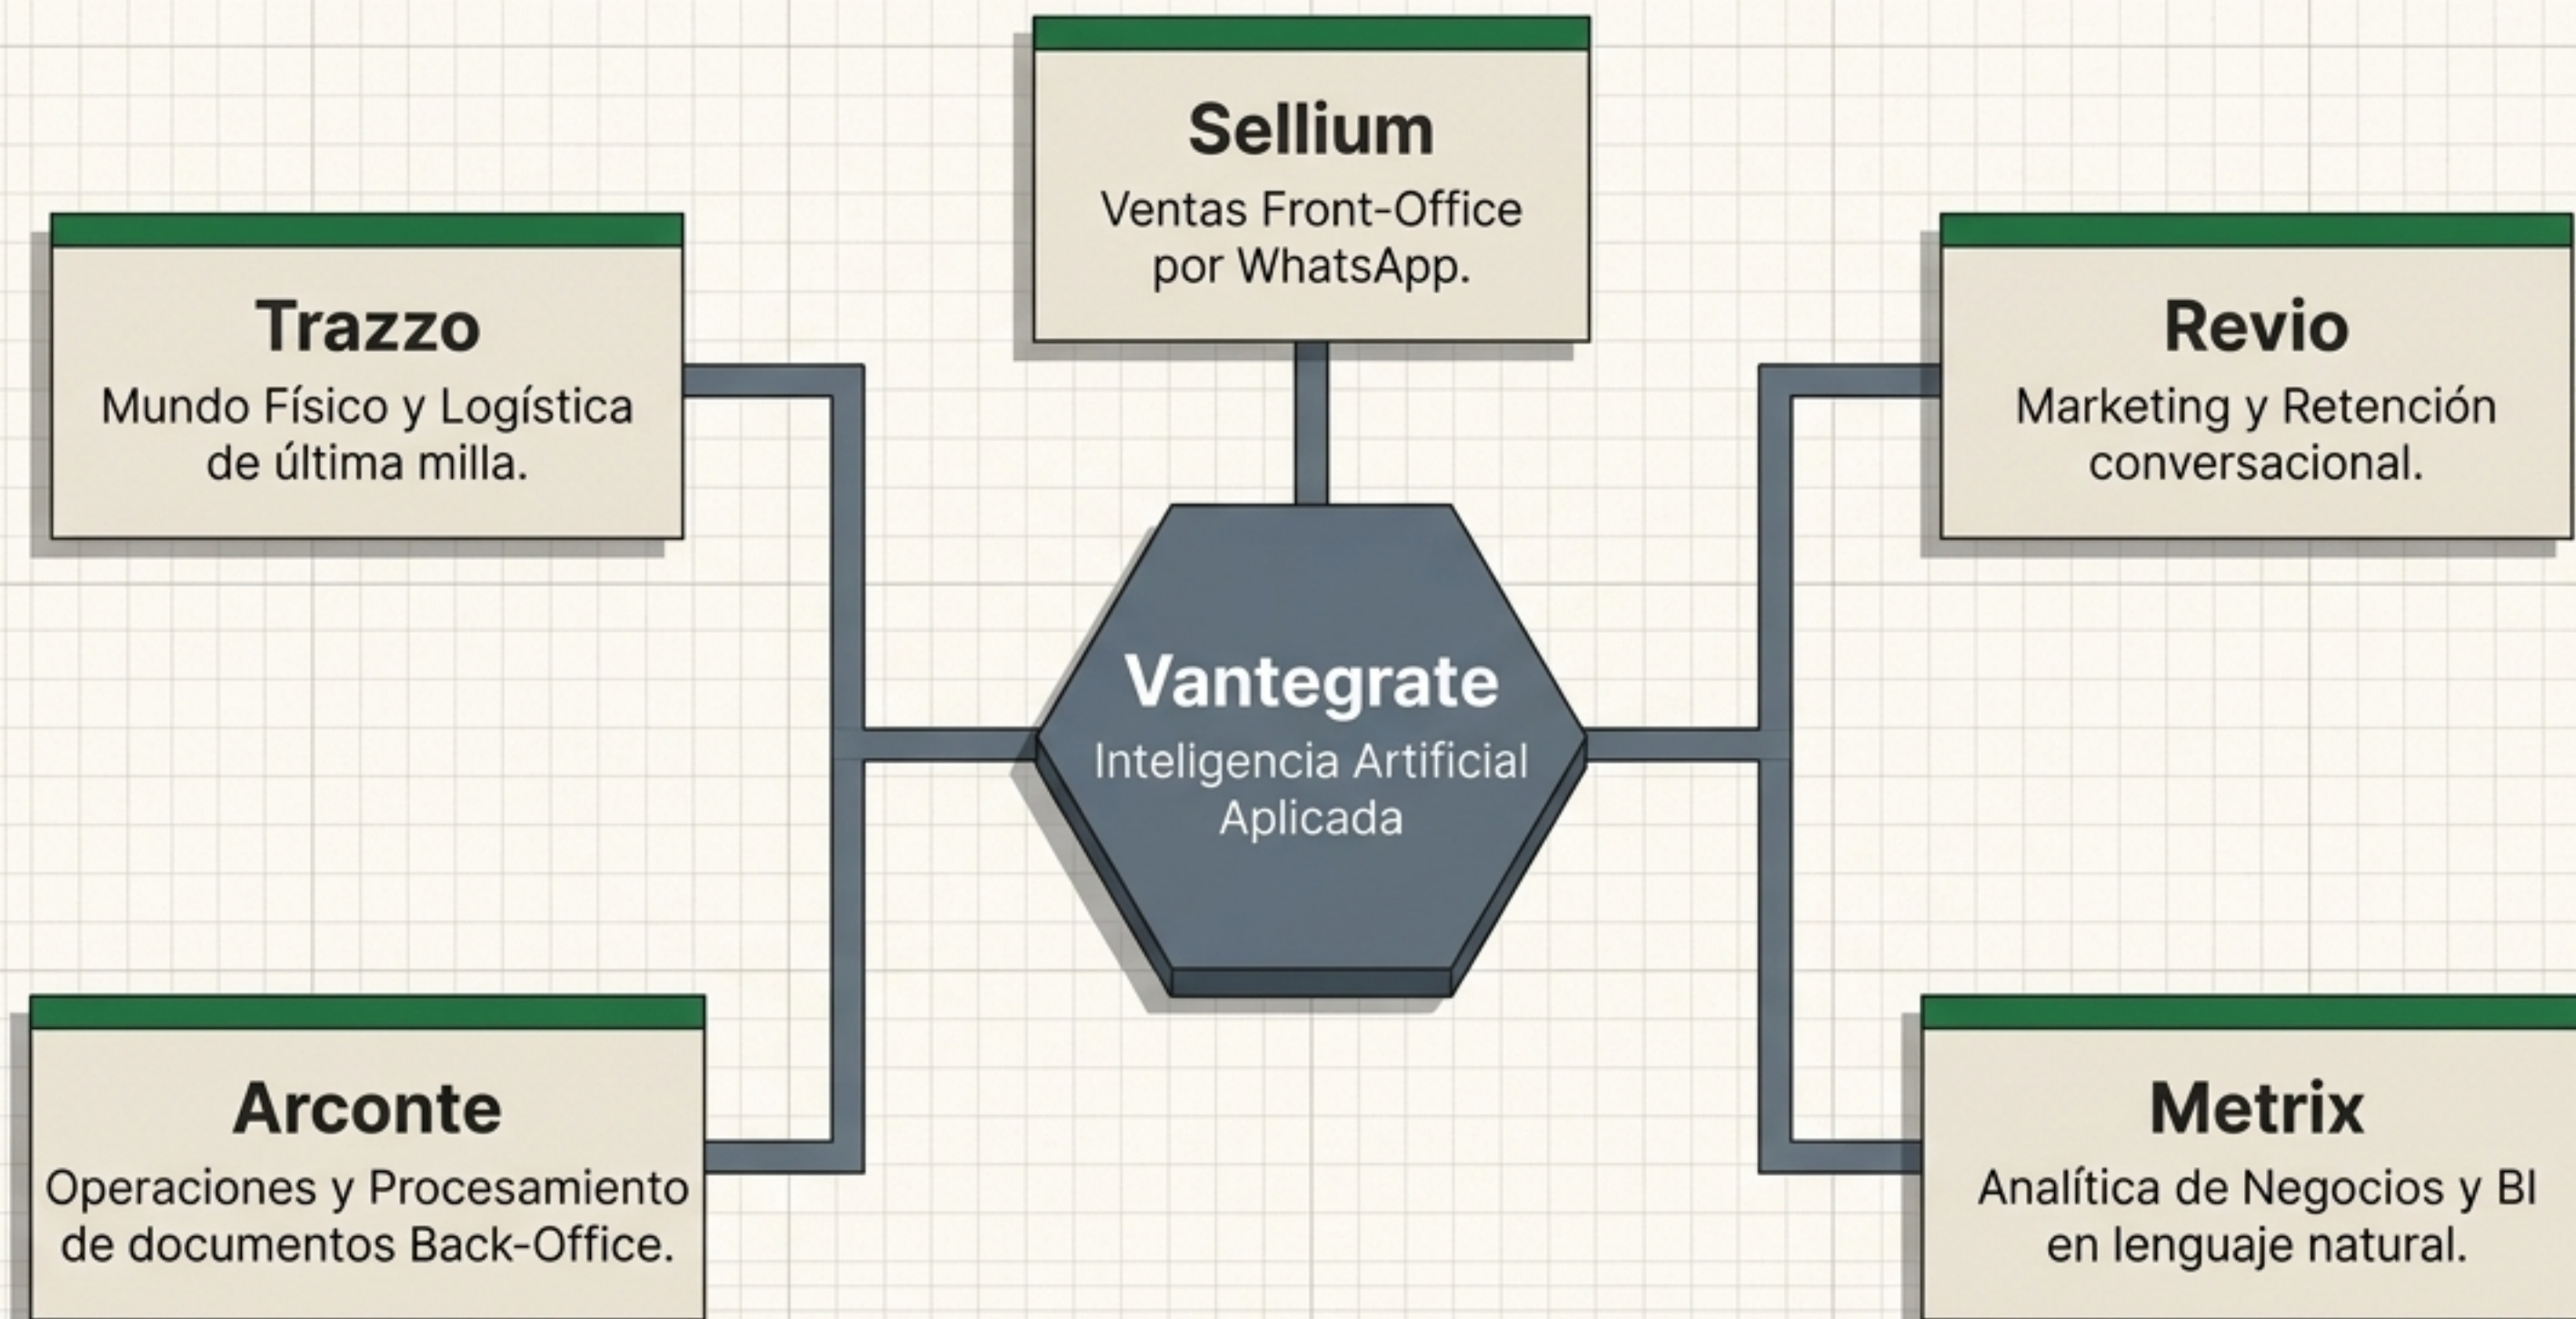 Sellium
Ventas Front-Office
por WhatsApp.
Trazzo
Mundo Físico y Logística
de última milla.
Revio
Marketing y Retención
conversacional.
Vantegrate
Inteligencia Artificial
Aplicada
Arconte
Operaciones y Procesamiento
de documentos Back-Office.
Metrix
Analítica de Negocios y BI
en lenguaje natural.